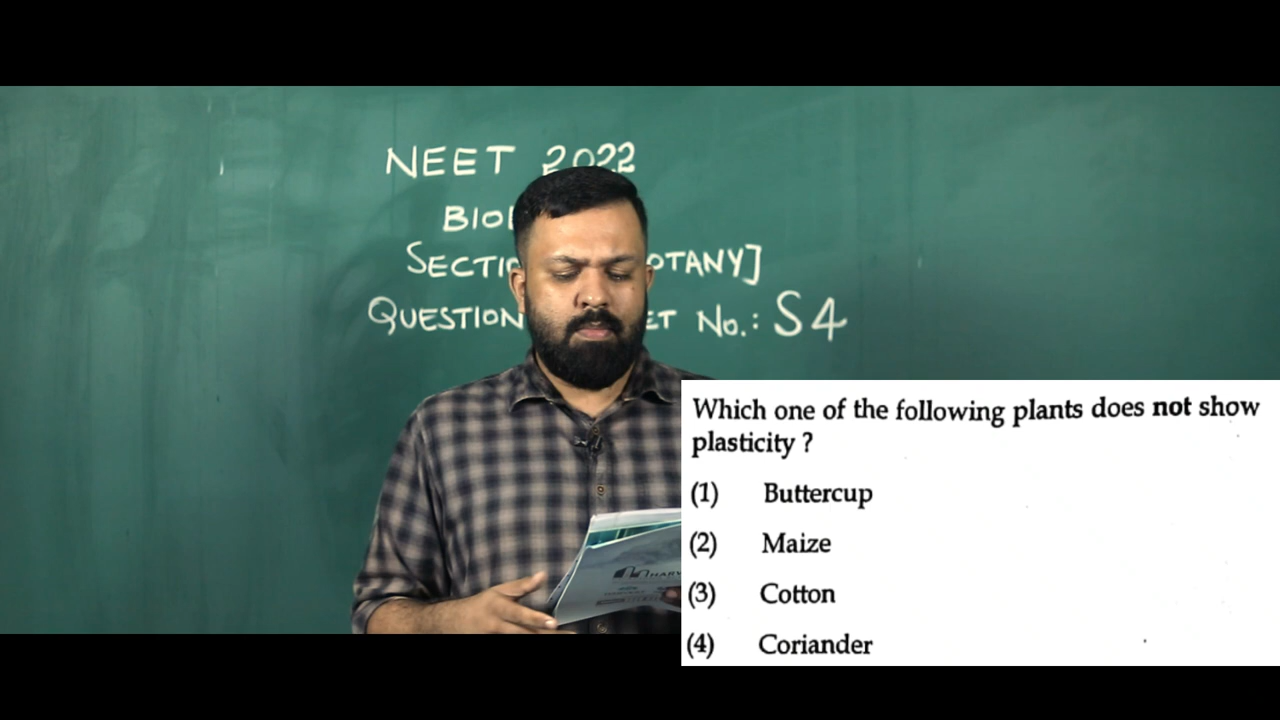 NEET 2022
BIO
SECTI OTANY]
QUESTION ET No.: S4
Which one of the following plants does not show
plasticity ?
(1) Buttercup
(2) Maize
(3) Cotton
(4) Coriander